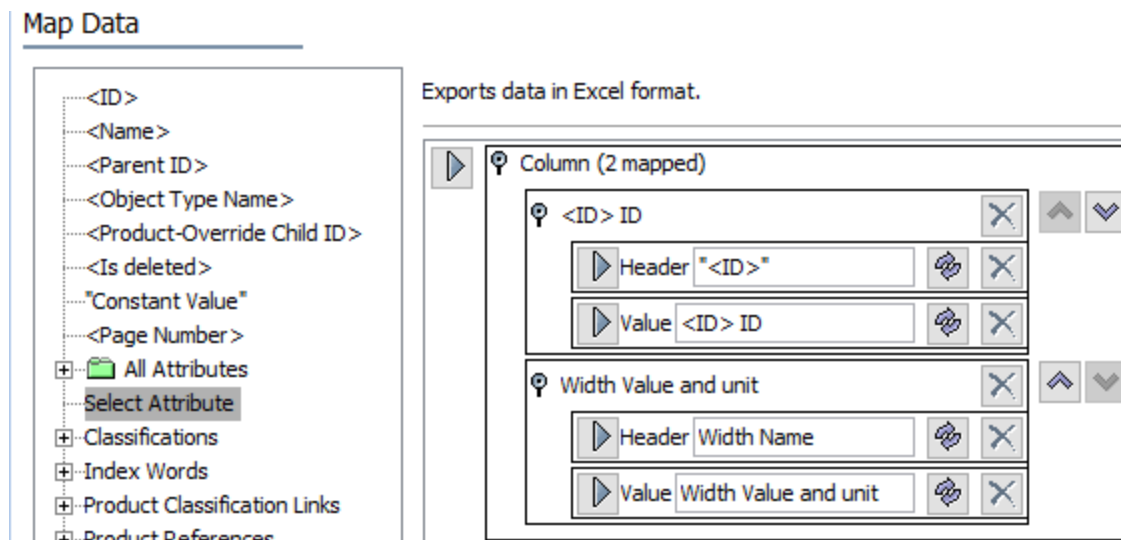 Map Data
<ID>
<Name>
<Parent ID>
<Object Type Name>
<Product-Override Child ID>
<Is deleted>
"Constant Value"
<Page Number>
All Attributes
Select Attribute
Classifications
Index Words
Product Classification Links
Product References
Exports data in Excel format.
Column (2 mapped)
<ID> ID
Header "<ID>"
Value <ID> ID
Width Value and unit
Header Width Name
Value Width Value and unit